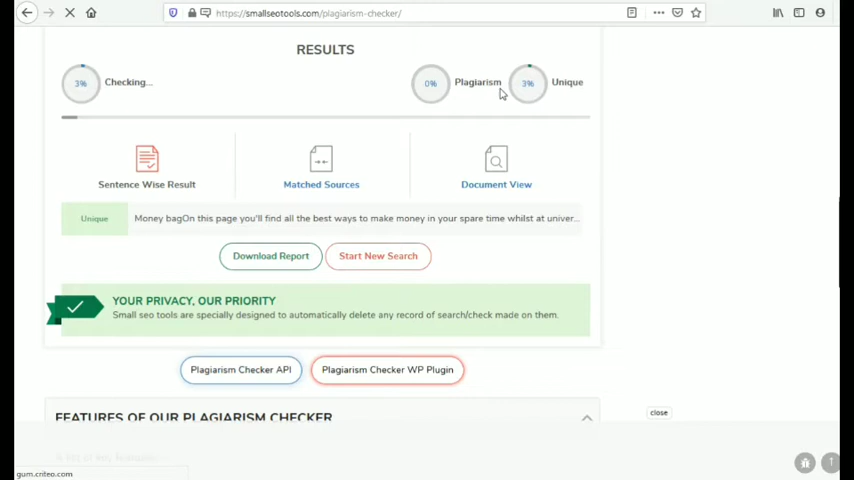 https://smallseotools.com/plagiarism-checker/
RESULTS
3% Checking... 0% Plagiarism 3% Unique
Sentence Wise Result Matched Sources Document View
Unique Money bagOn this page you'll find all the best ways to make money in your spare time whilst at univer...
Download Report Start New Search
YOUR PRIVACY, OUR PRIORITY
Small seo tools are specially designed to automatically delete any record of search/check made on them.
Plagiarism Checker API Plagiarism Checker WP Plugin
close
FEATURES OF OUR PLAGIARISM CHECKER
gum.criteo.com